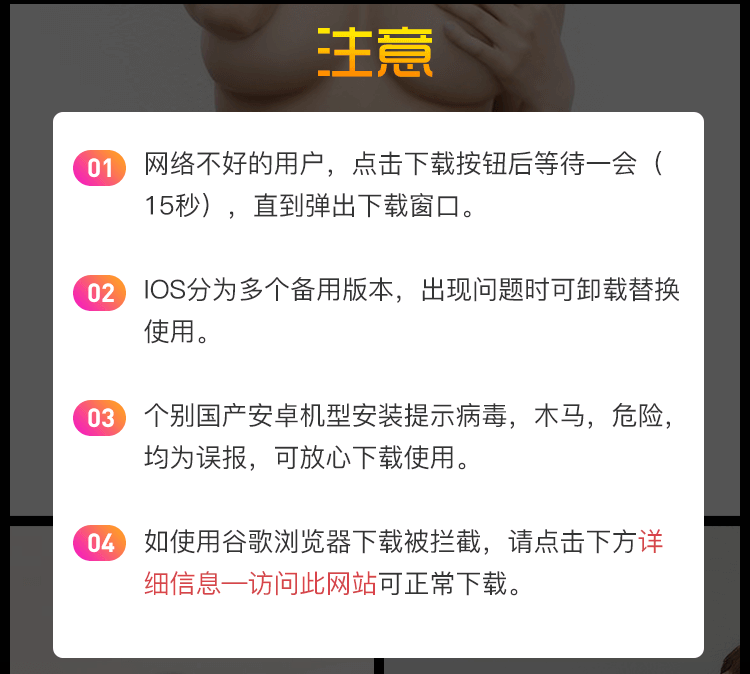 注意
01 网络不好的用户，点击下载按钮后等待一会（
15秒），直到弹出下载窗口。
02 IOS分为多个备用版本，出现问题时可卸载替换
使用。
03 个别国产安卓机型安装提示病毒，木马，危险，
均为误报，可放心下载使用。
04 如使用谷歌浏览器下载被拦截，请点击下方详
细信息—访问此网站可正常下载。